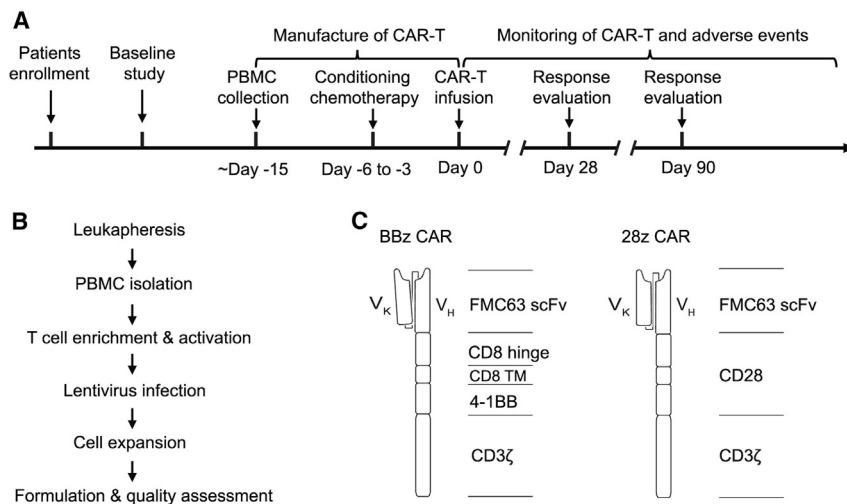 A
Manufacture of CAR-T
Monitoring of CAR-T and adverse events
Patients
enrollment
Baseline
study
PBMC
collection
Conditioning
chemotherapy
CAR-T
infusion
Response
evaluation
Response
evaluation
~Day -15
Day -6 to -3
Day 0
Day 28
Day 90
B
Leukapheresis
PBMC isolation
T cell enrichment & activation
Lentivirus infection
Cell expansion
Formulation & quality assessment
C
BBz CAR
VK
VH
FMC63 scFv
CD8 hinge
CD8 TM
4-1BB
CD3ζ
28z CAR
VK
VH
FMC63 scFv
CD28
CD3ζ